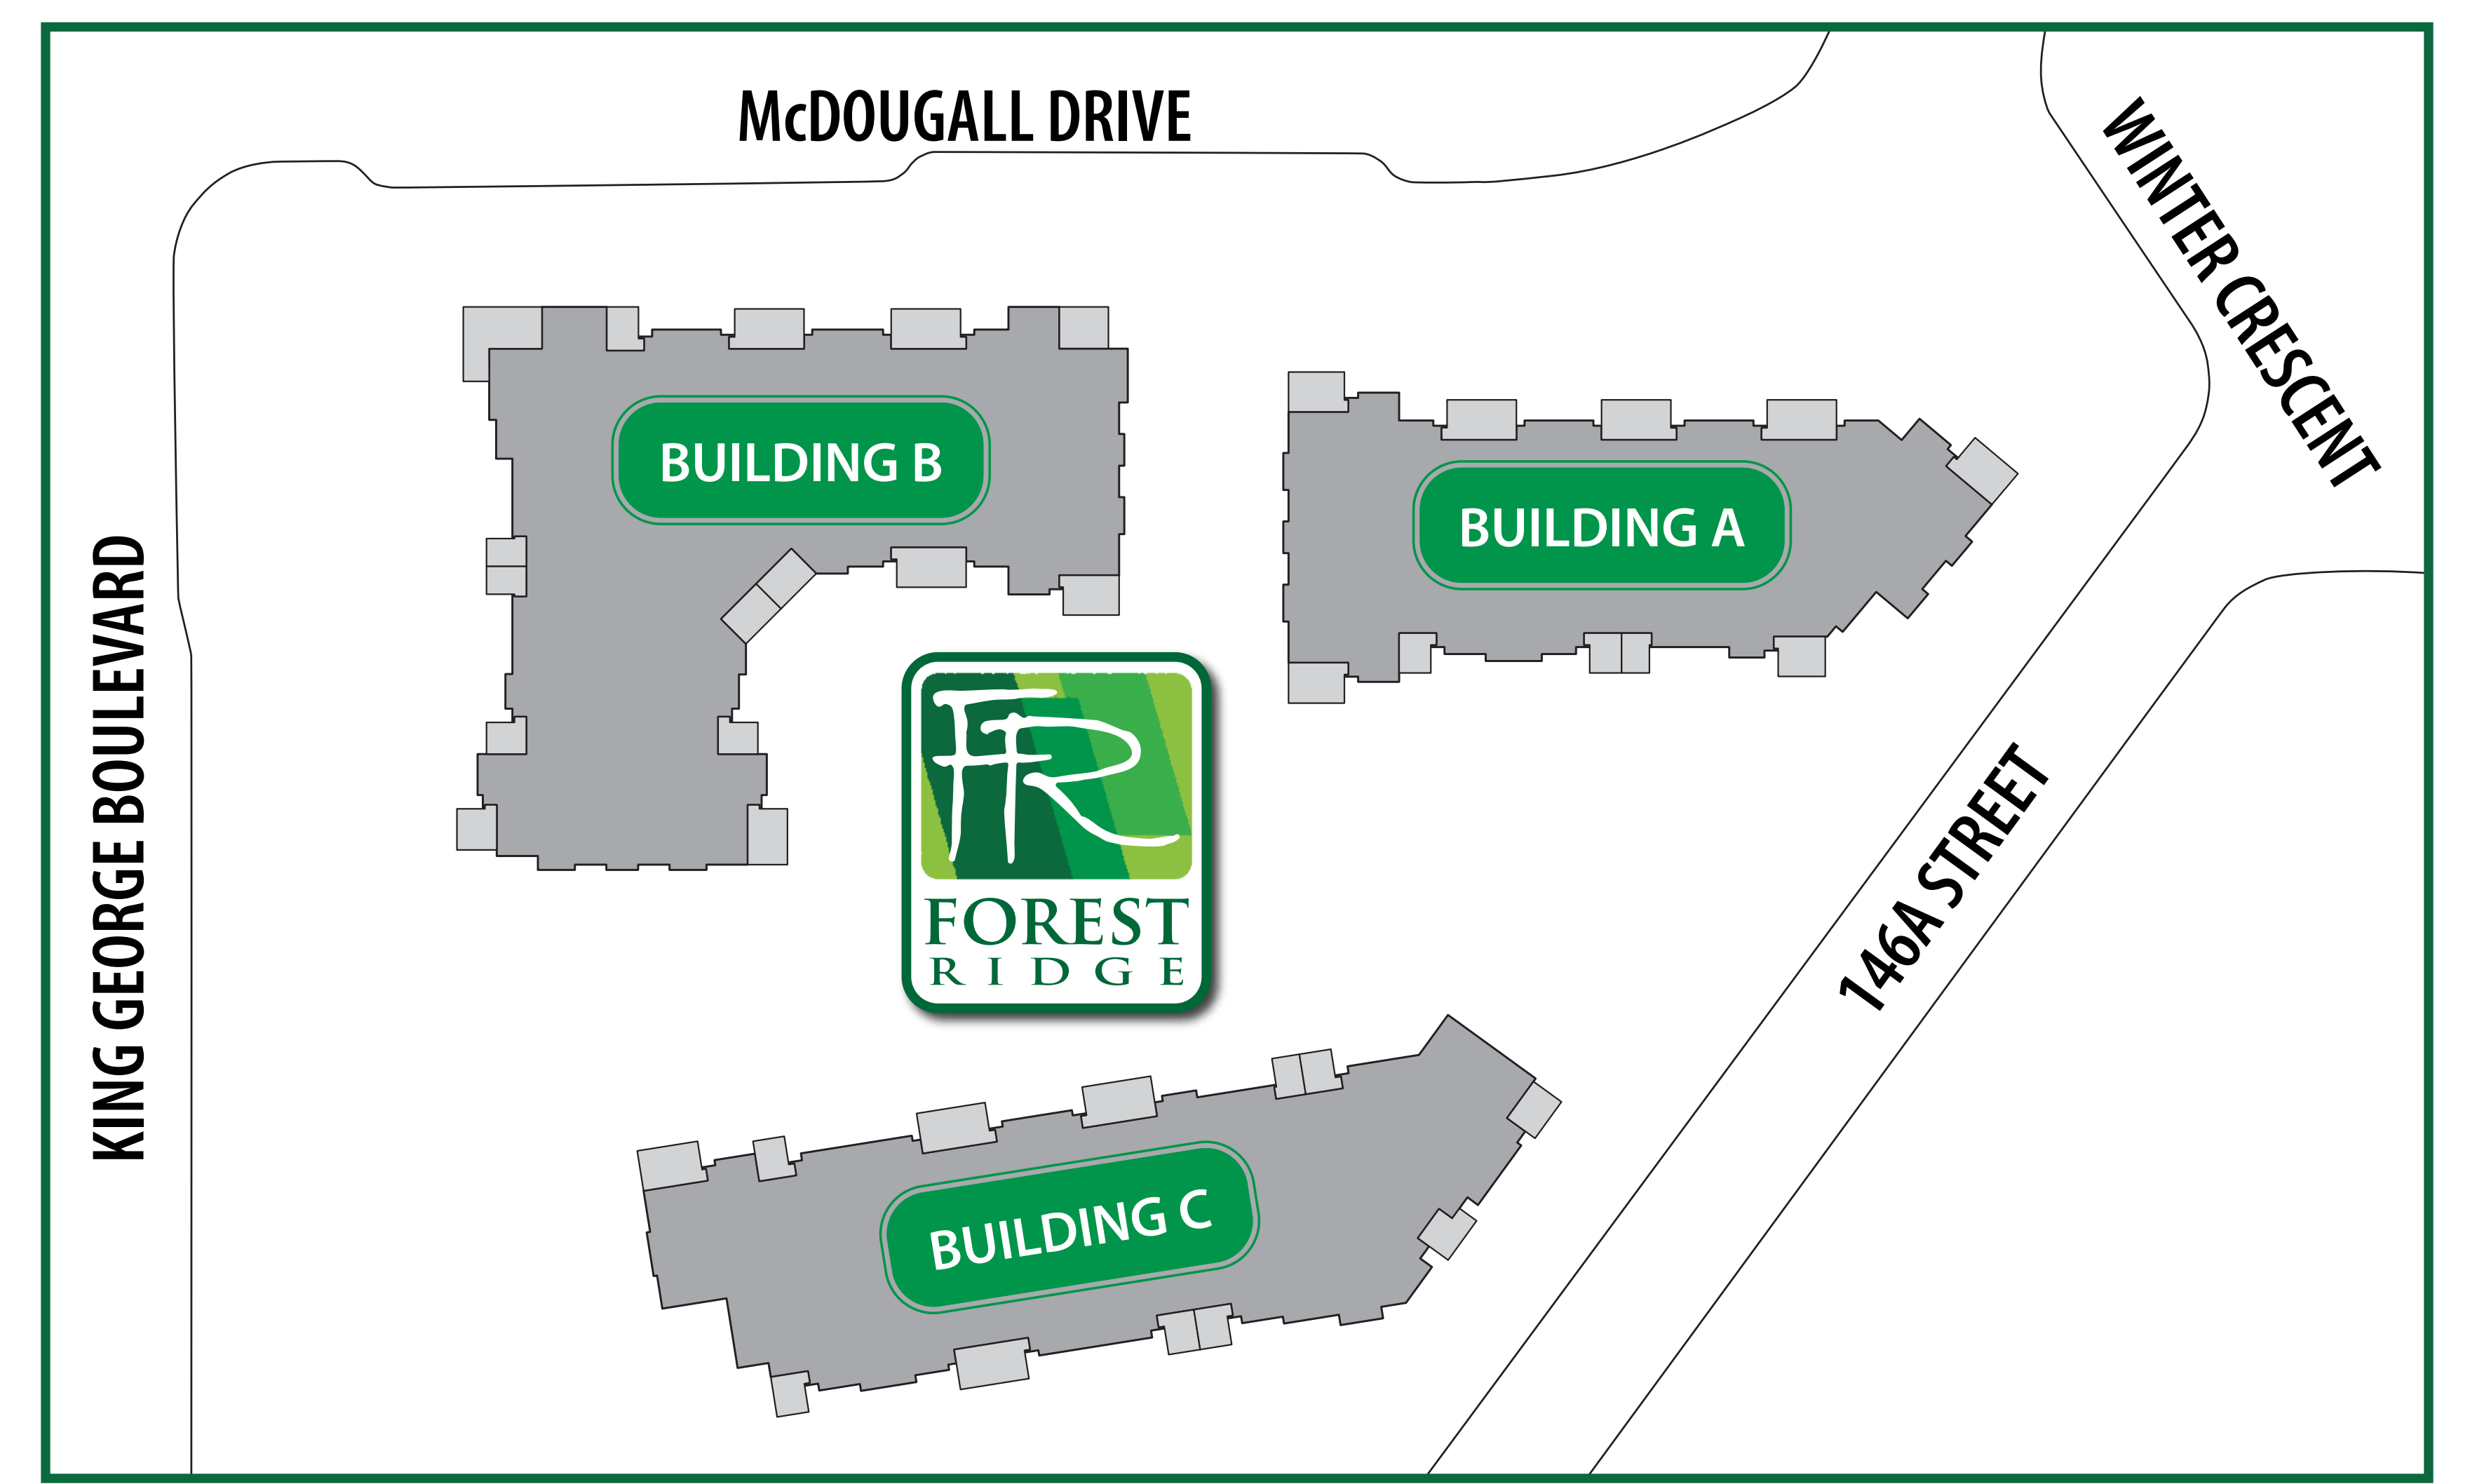 McDOUGALL DRIVE
WINTER CRESCENT
BUILDING B
BUILDING A
KING GEORGE BOULEVARD
FR
FOREST
RIDGE
146A STREET
BUILDING C